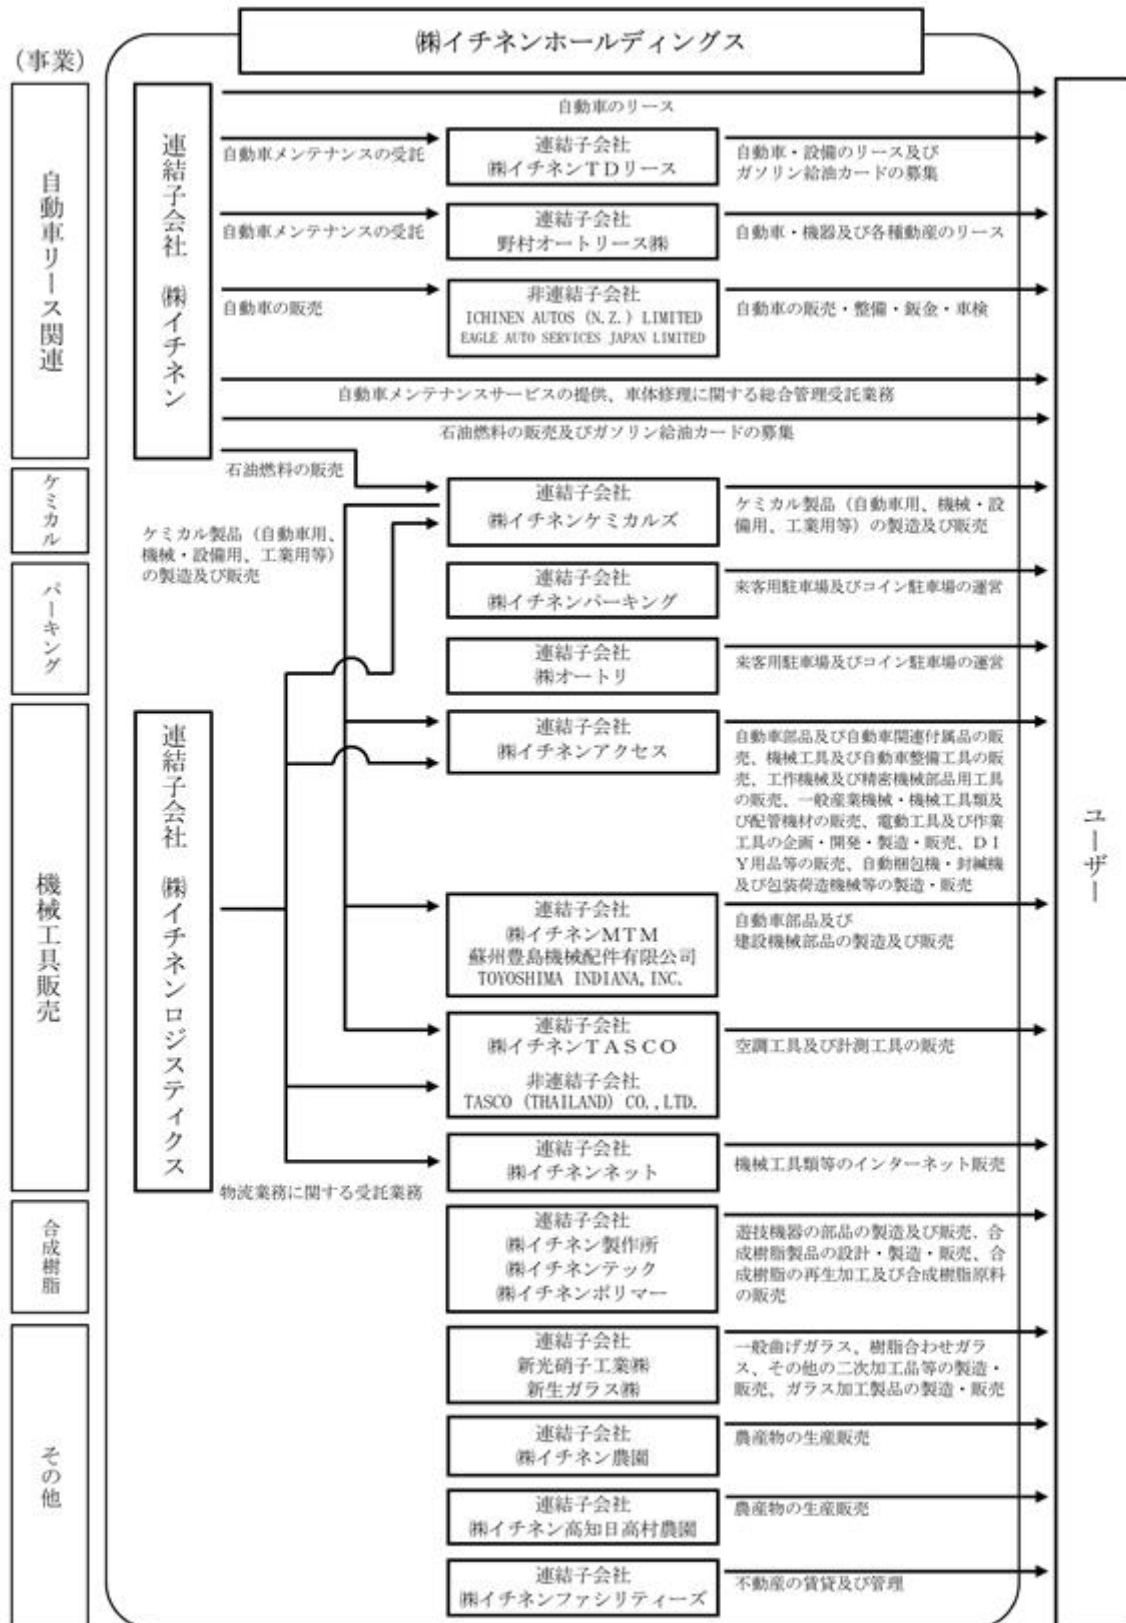 ㈱イチネンホールディングス
(事業)
自動車リース関連
連結子会社 ㈱イチネン
自動車のリース
自動車メンテナンスの受託
連結子会社
㈱イチネンTDリース
自動車・設備のリース及び
ガソリン給油カードの募集
自動車メンテナンスの受託
連結子会社
野村オートリース㈱
自動車・機器及び各種動産のリース
自動車の販売
非連結子会社
ICHINEN AUTOS (N.Z.) LIMITED
EAGLE AUTO SERVICES JAPAN LIMITED
自動車の販売・整備・鈑金・車検
自動車メンテナンスサービスの提供、車体修理に関する総合管理受託業務
石油燃料の販売及びガソリン給油カードの募集
石油燃料の販売
ケミカル
連結子会社
㈱イチネンケミカルズ
ケミカル製品（自動車用、機械・設
備用、工業用等）の製造及び販売
ケミカル製品（自動車用、
機械・設備用、工業用等）
の製造及び販売
パーキング
連結子会社
㈱イチネンパーキング
来客用駐車場及びコイン駐車場の運営
連結子会社
㈱オートリ
来客用駐車場及びコイン駐車場の運営
機械工具販売
連結子会社 ㈱イチネンロジスティクス
連結子会社
㈱イチネンアクセス
自動車部品及び自動車関連付属品の販
売、機械工具及び自動車整備工具の販
売、工作機械及び精密機械部品用工具
の販売、一般産業機械・機械工具類及
び配管機材の販売、電動工具及び作業
工具の企画・開発・製造・販売、DI
Y用品等の販売、自動梱包機・封緘機
及び包装荷造機械等の製造・販売
連結子会社
㈱イチネンMTM
蘇州豊島機械配件有限公司
TOYOSHIMA INDIANA, INC.
自動車部品及び
建設機械部品の製造及び販売
連結子会社
㈱イチネンTASCO
非連結子会社
TASCO (THAILAND) CO.,LTD.
空調工具及び計測工具の販売
連結子会社
㈱イチネンネット
機械工具類等のインターネット販売
物流業務に関する受託業務
合成樹脂
連結子会社
㈱イチネン製作所
㈱イチネンテック
㈱イチネンポリマー
遊技機器の部品の製造及び販売、合
成樹脂製品の設計・製造・販売、合
成樹脂の再生加工及び合成樹脂原料
の販売
その他
連結子会社
新光硝子工業㈱
新生ガラス㈱
一般曲げガラス、樹脂合わせガラ
ス、その他の二次加工品等の製造・
販売、ガラス加工製品の製造・販売
連結子会社
㈱イチネン農園
農産物の生産販売
連結子会社
㈱イチネン高知日高村農園
農産物の生産販売
連結子会社
㈱イチネンファシリティーズ
不動産の賃貸及び管理
ユーザー